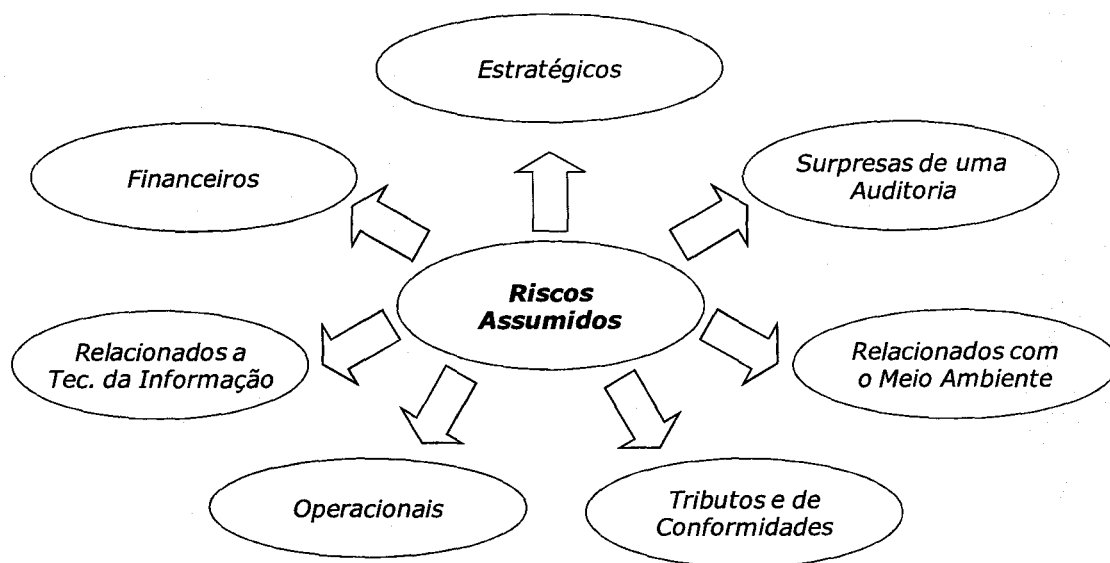 Estratégicos
Financeiros
Surpresas de uma
Auditoria
Riscos
Assumidos
Relacionados a
Tec. da Informação
Relacionados com
o Meio Ambiente
Operacionais
Tributos e de
Conformidades